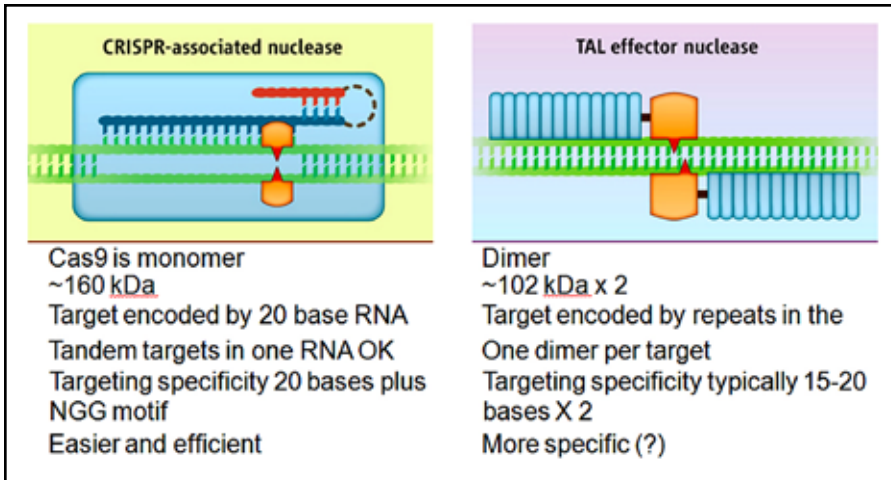 CRISPR-associated nuclease
Cas9 is monomer
~160 kDa
Target encoded by 20 base RNA
Tandem targets in one RNA OK
Targeting specificity 20 bases plus
NGG motif
Easier and efficient
TAL effector nuclease
Dimer
~102 kDa x 2
Target encoded by repeats in the
One dimer per target
Targeting specificity typically 15-20
bases X 2
More specific (?)